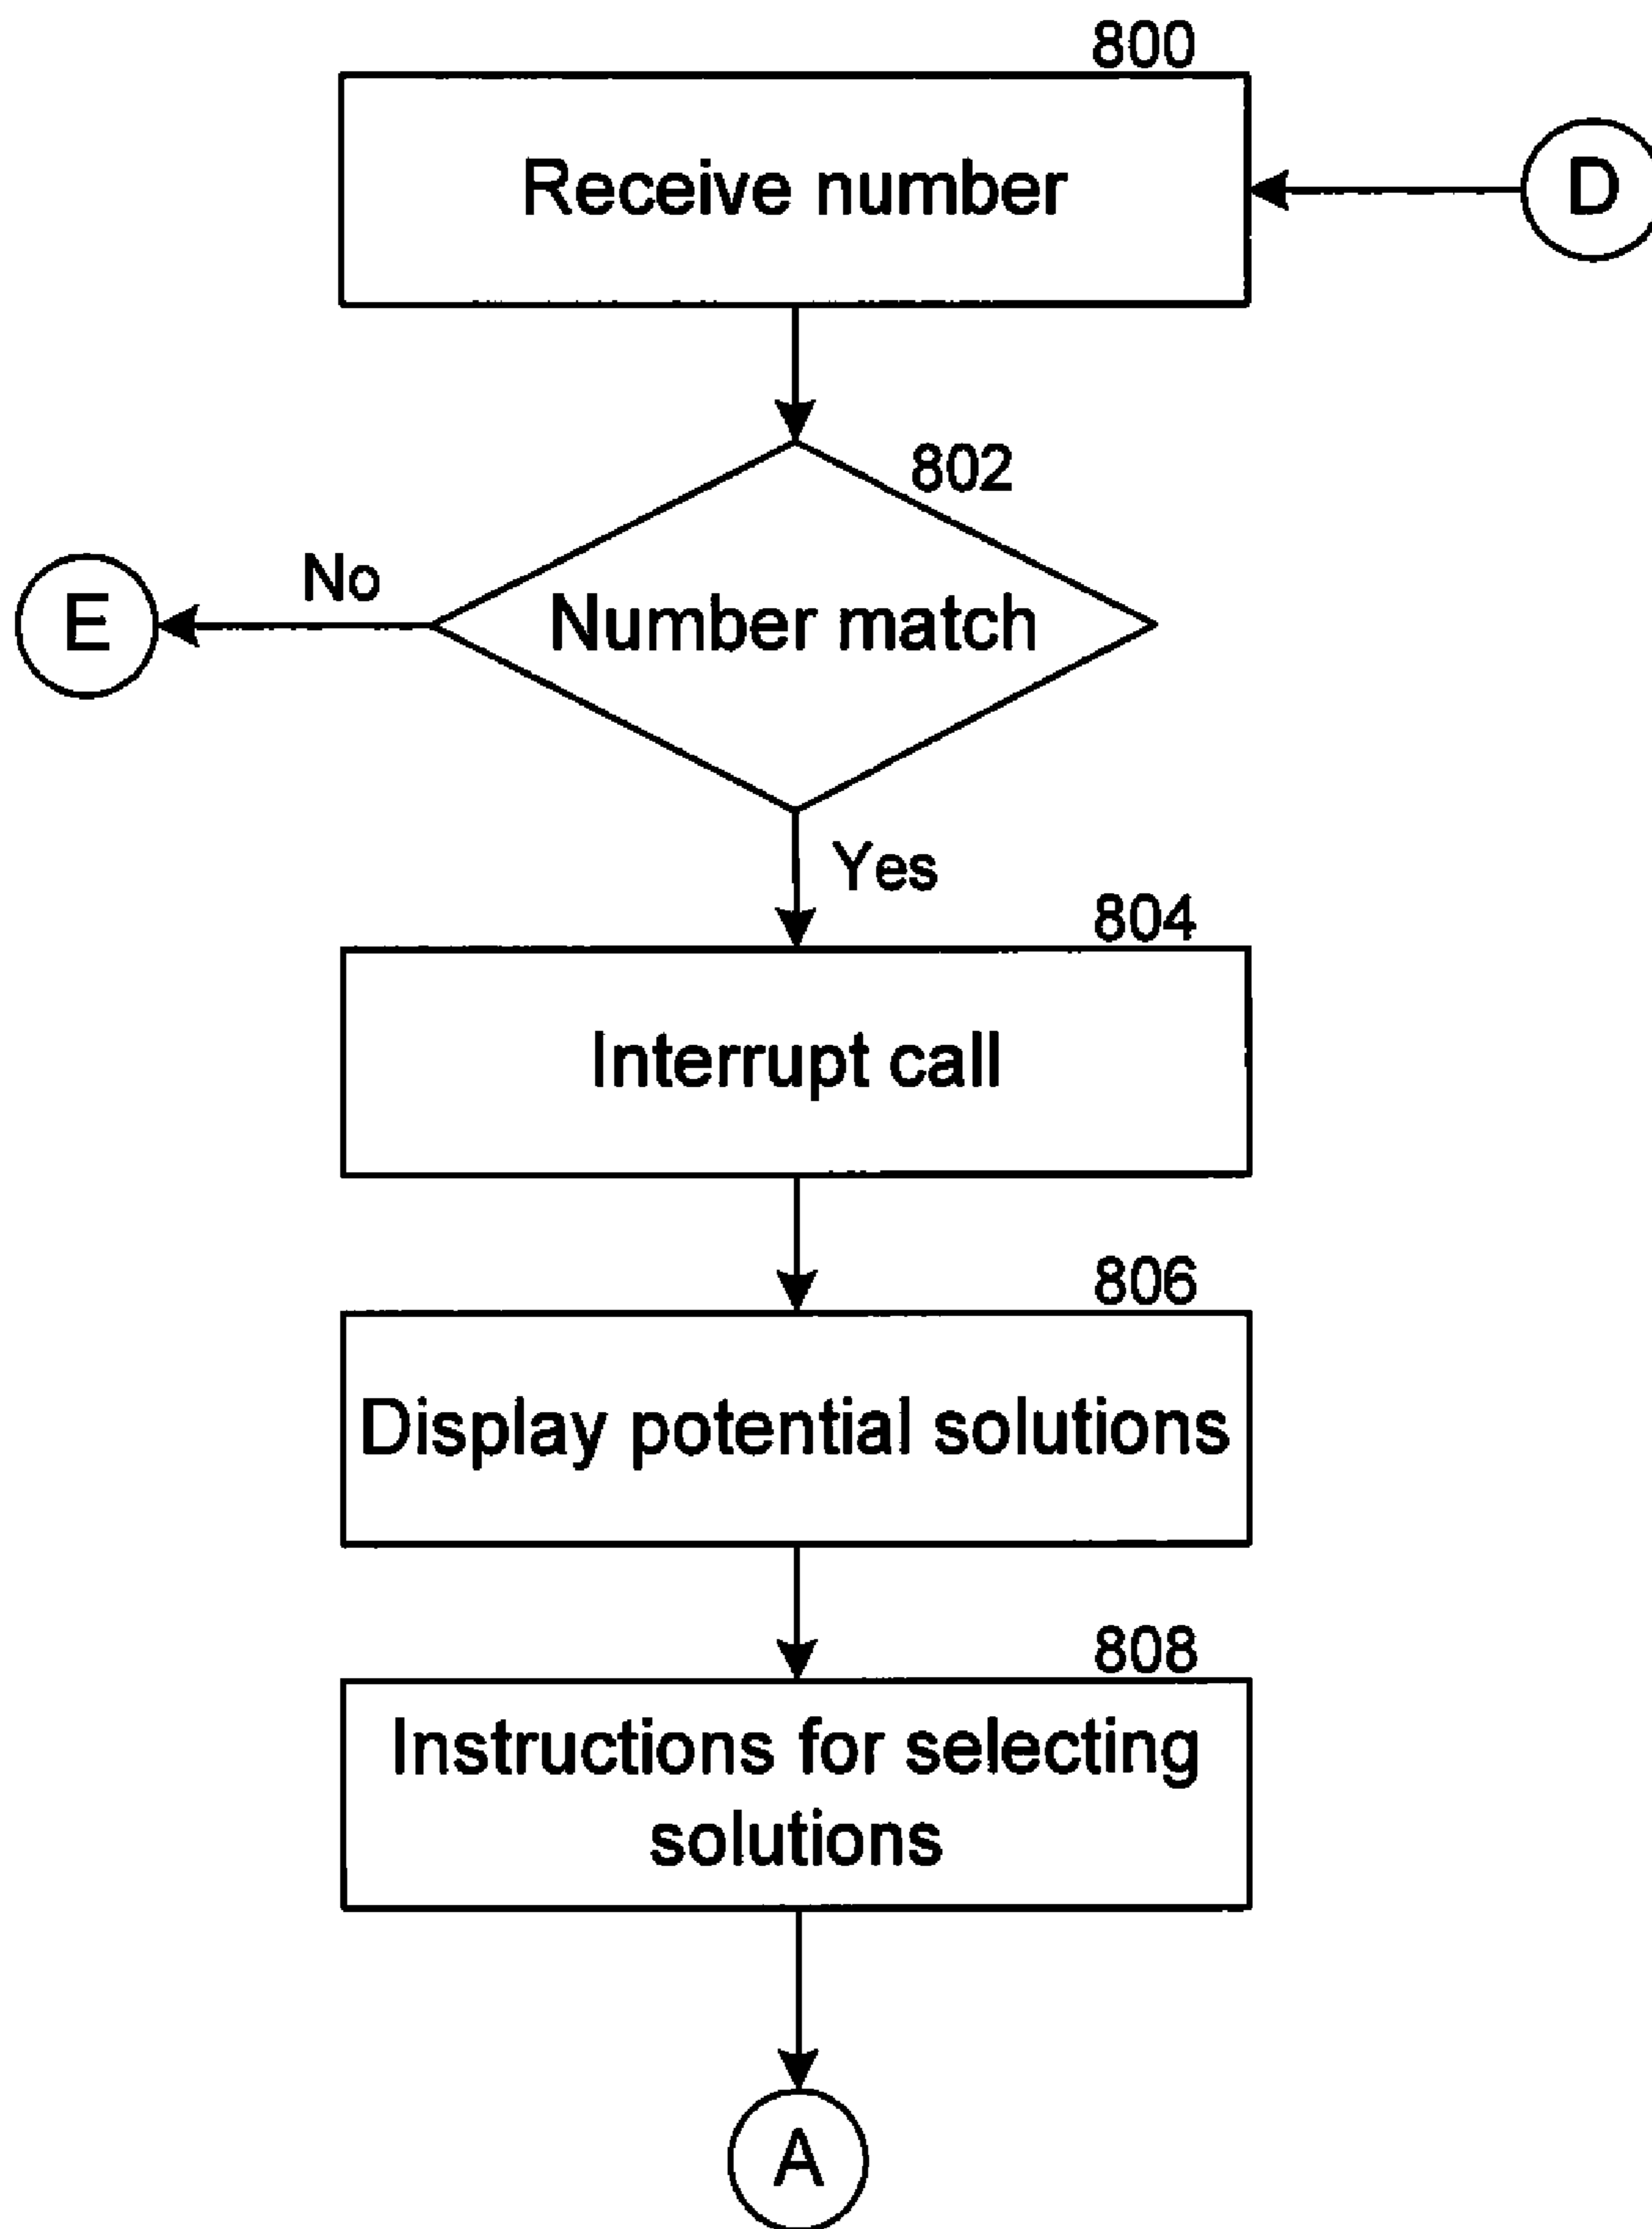 800
Receive number
D
802
No
E
Number match
Yes
804
Interrupt call
806
Display potential solutions
808
Instructions for selecting
solutions
A